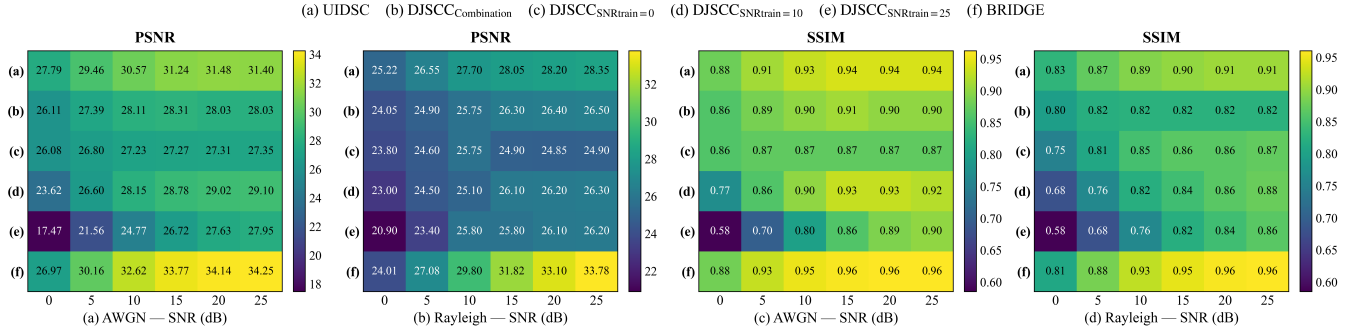 (a) UIDSC (b) DJSCC_Combination (c) DJSCC_SNRtrain=0 (d) DJSCC_SNRtrain=10 (e) DJSCC_SNRtrain=25 (f) BRIDGE
PSNR
(a) 27.79 29.46 30.57 31.24 31.48 31.40
(b) 26.11 27.39 28.11 28.31 28.03 28.03
(c) 26.08 26.80 27.23 27.27 27.31 27.35
(d) 23.62 26.60 28.15 28.78 29.02 29.10
(e) 17.47 21.56 24.77 26.72 27.63 27.95
(f) 26.97 30.16 32.62 33.77 34.14 34.25
0 5 10 15 20 25
(a) AWGN — SNR (dB)
34
32
30
28
26
24
22
20
18
PSNR
(a) 25.22 26.55 27.70 28.05 28.20 28.35
(b) 24.05 24.90 25.75 26.30 26.40 26.50
(c) 23.80 24.60 25.75 24.90 24.85 24.90
(d) 23.00 24.50 25.10 26.10 26.20 26.30
(e) 20.90 23.40 25.80 25.80 26.10 26.20
(f) 24.01 27.08 29.80 31.82 33.10 33.78
0 5 10 15 20 25
(b) Rayleigh — SNR (dB)
32
30
28
26
24
22
SSIM
(a) 0.88 0.91 0.93 0.94 0.94 0.94
(b) 0.86 0.89 0.90 0.91 0.90 0.90
(c) 0.86 0.87 0.87 0.87 0.87 0.87
(d) 0.77 0.86 0.90 0.93 0.93 0.92
(e) 0.58 0.70 0.80 0.86 0.89 0.90
(f) 0.88 0.93 0.95 0.96 0.96 0.96
0 5 10 15 20 25
(c) AWGN — SNR (dB)
0.95
0.90
0.85
0.80
0.75
0.70
0.65
0.60
SSIM
(a) 0.83 0.87 0.89 0.90 0.91 0.91
(b) 0.80 0.82 0.82 0.82 0.82 0.82
(c) 0.75 0.81 0.85 0.86 0.86 0.87
(d) 0.68 0.76 0.82 0.84 0.86 0.88
(e) 0.58 0.68 0.76 0.82 0.84 0.86
(f) 0.81 0.88 0.93 0.95 0.96 0.96
0 5 10 15 20 25
(d) Rayleigh — SNR (dB)
0.95
0.90
0.85
0.80
0.75
0.70
0.65
0.60